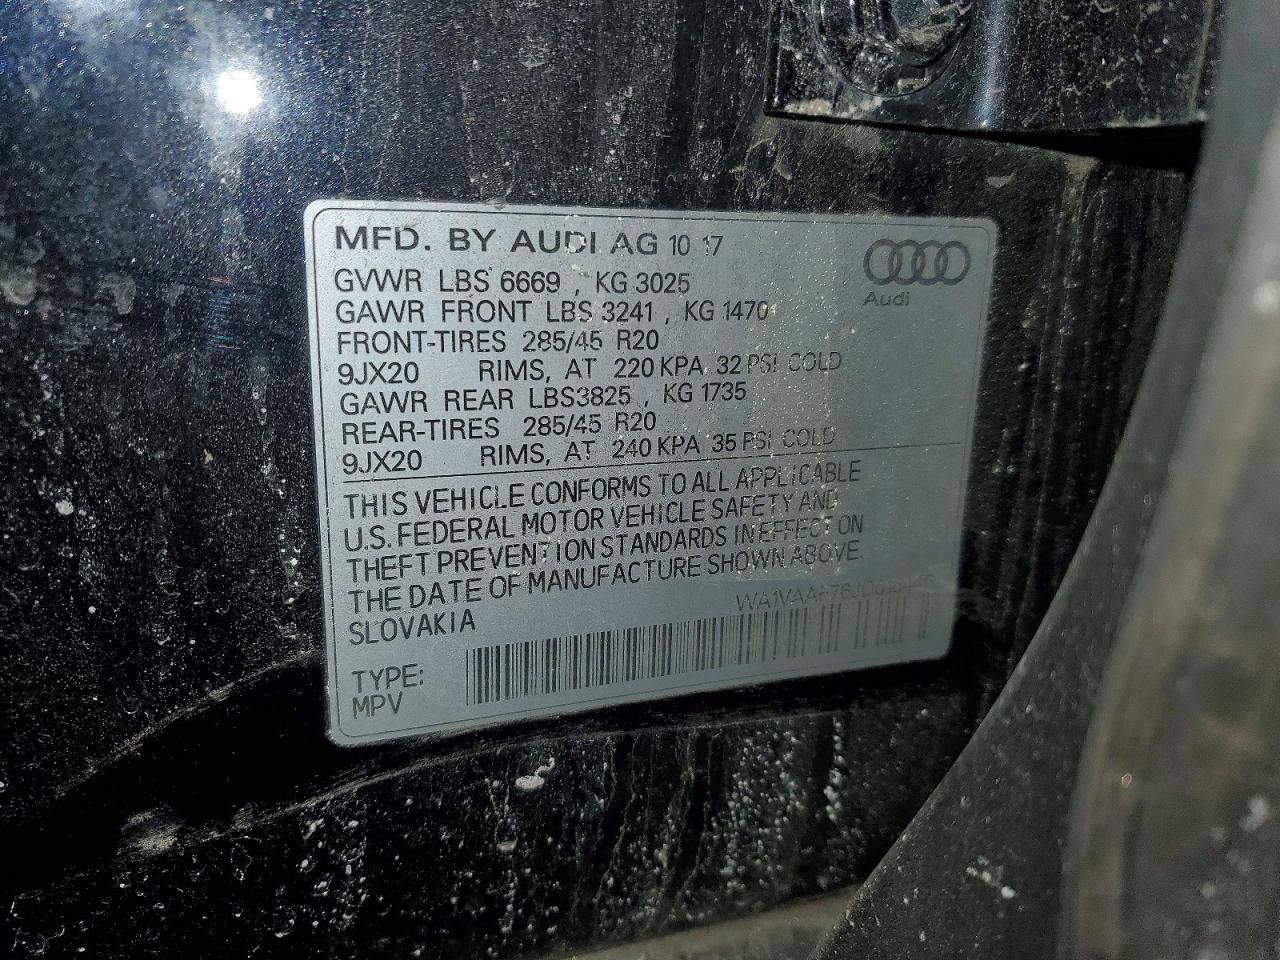 MFD. BY AUDI AG 10 17
GVWR LBS 6669 , KG 3025
GAWR FRONT LBS 3241 , KG 1470
FRONT-TIRES 285/45 R20
9JX20 RIMS, AT 220 KPA 32 PSI COLD
GAWR REAR LBS3825 , KG 1735
REAR-TIRES 285/45 R20
9JX20 RIMS, AT 240 KPA 35 PSI COLD
THIS VEHICLE CONFORMS TO ALL APPLICABLE
U.S. FEDERAL MOTOR VEHICLE SAFETY AND
THEFT PREVENTION STANDARDS IN EFFECT ON
THE DATE OF MANUFACTURE SHOWN ABOVE.
SLOVAKIA
TYPE:
MPV
Audi